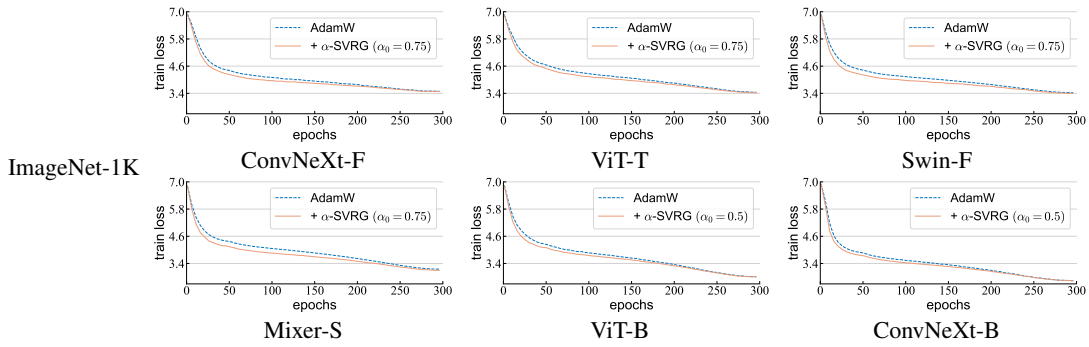 7.0
5.8
4.6
3.4
train loss
AdamW
+ α-SVRG (α₀ = 0.75)
0 50 100 150 200 250 300
epochs
ConvNeXt-F
7.0
5.8
4.6
3.4
train loss
AdamW
+ α-SVRG (α₀ = 0.75)
0 50 100 150 200 250 300
epochs
ViT-T
7.0
5.8
4.6
3.4
train loss
AdamW
+ α-SVRG (α₀ = 0.75)
0 50 100 150 200 250 300
epochs
Swin-F
ImageNet-1K
7.0
5.8
4.6
3.4
train loss
AdamW
+ α-SVRG (α₀ = 0.75)
0 50 100 150 200 250 300
epochs
Mixer-S
7.0
5.8
4.6
3.4
train loss
AdamW
+ α-SVRG (α₀ = 0.5)
0 50 100 150 200 250 300
epochs
ViT-B
7.0
5.8
4.6
3.4
train loss
AdamW
+ α-SVRG (α₀ = 0.5)
0 50 100 150 200 250 300
epochs
ConvNeXt-B